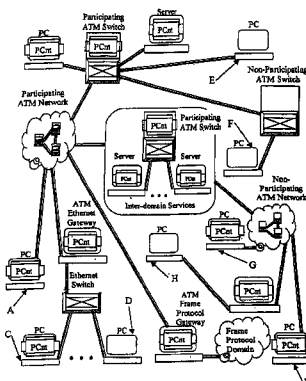 Server
PCnt
Participating
ATM Switch
PCnt
PC
PCnt
PC
E
Participating
ATM Network
Non-Participating
ATM Switch
Participating
ATM Switch
PCnt
F
PC
Server
Server
PCnt
PCnt
Inter-domain Services
Non-
Participating
ATM Network
ATM
Ethernet
Gateway
PCnt
PC
PC
PCnt
G
PC
PCnt
A
H
Ethernet
Switch
PCnt
ATM
Frame
Protocol
Gateway
PCnt
Frame
Protocol
Domain
C
PC
PCnt
D
PC
PC
PCnt